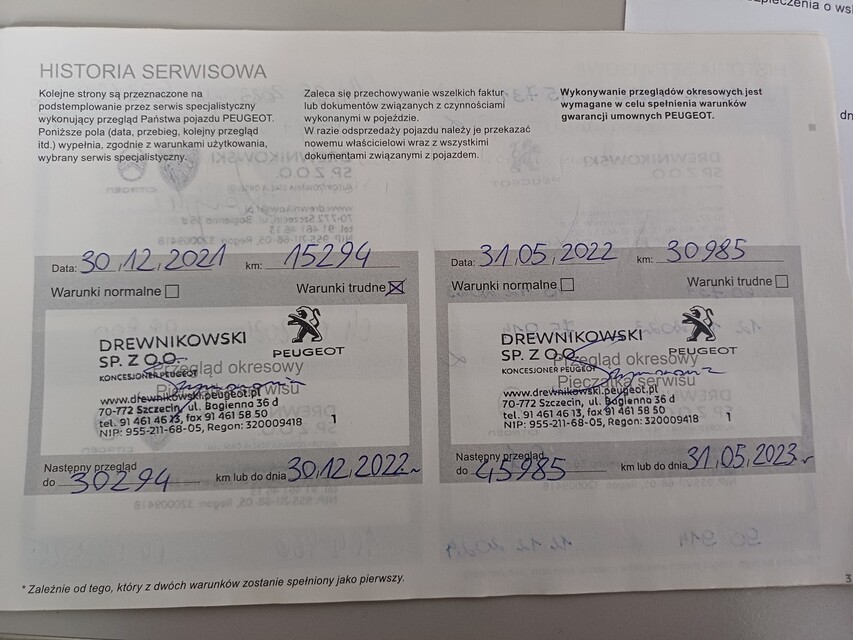 HISTORIA SERWISOWA
Kolejne strony są przeznaczone na
podstemplowanie przez serwis specjalistyczny
wykonujący przegląd Państwa pojazdu PEUGEOT.
Poniższe pola (data, przebieg, kolejny przegląd
itd.) wypełnia, zgodnie z warunkami użytkowania,
wybrany serwis specjalistyczny.
Zaleca się przechowywanie wszelkich faktur
lub dokumentów związanych z czynnościami
wykonanymi w pojeździe.
W razie odsprzedaży pojazdu należy je przekazać
nowemu właścicielowi wraz z wszystkimi
dokumentami związanymi z pojazdem.
Wykonywanie przeglądów okresowych jest
wymagane w celu spełnienia warunków
gwarancji umownych PEUGEOT.
Data: 30.12.2021 km: 15294
Warunki normalne Warunki trudne
DREWNIKOWSKI
SP. Z O.O.
KONCESJONER PEUGEOT
PEUGEOT
Przegląd okresowy
Pieczątka serwisu
www.drewnikowski.peugeot.pl
70-772 Szczecin, ul. Bogienna 36 d
tel. 91 461 46 13, fax 91 461 58 50
NIP: 955-211-68-05, Regon: 320009418 1
Następny przegląd
do 30294 km lub do dnia 30.12.2022
Data: 31.05.2022 km: 30985
Warunki normalne Warunki trudne
DREWNIKOWSKI
SP. Z O.O.
KONCESJONER PEUGEOT
PEUGEOT
Przegląd okresowy
Pieczątka serwisu
www.drewnikowski.peugeot.pl
70-772 Szczecin, ul. Bogienna 36 d
tel. 91 461 46 13, fax 91 461 58 50
NIP: 955-211-68-05, Regon: 320009418 1
Następny przegląd
do 45985 km lub do dnia 31.05.2023
* Zależnie od tego, który z dwóch warunków zostanie spełniony jako pierwszy.
3